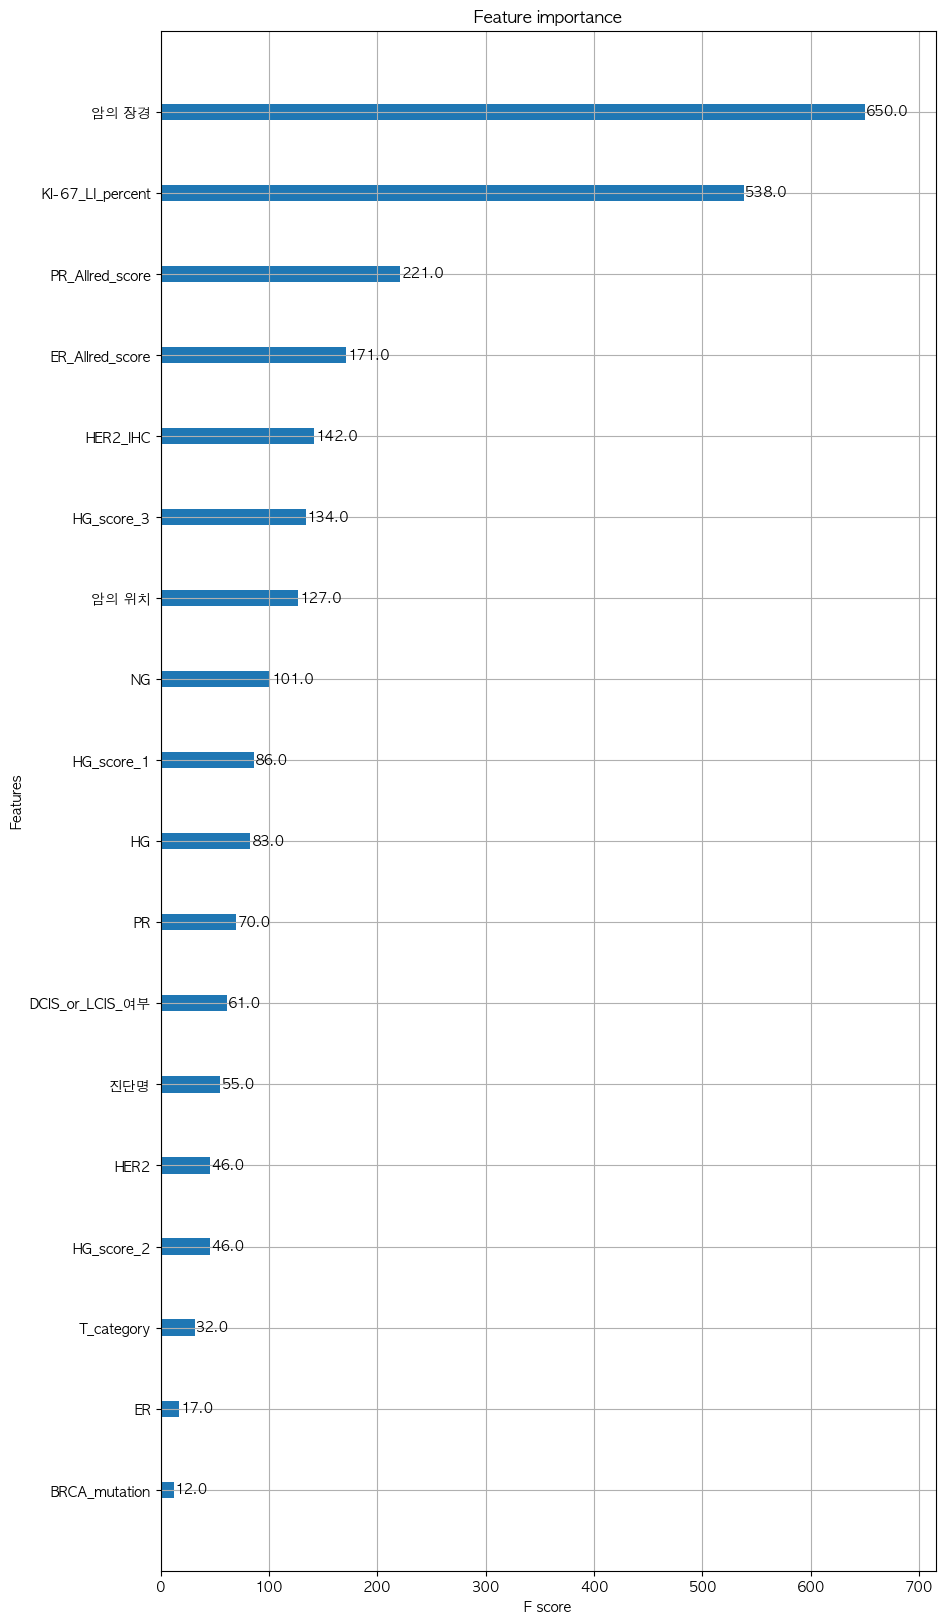 Feature importance
암의 장경
650.0
KI-67_LI_percent
538.0
PR_Allred_score
221.0
ER_Allred_score
171.0
HER2_IHC
142.0
HG_score_3
134.0
암의 위치
127.0
NG
101.0
HG_score_1
86.0
HG
83.0
PR
70.0
DCIS_or_LCIS_여부
61.0
진단명
55.0
HER2
46.0
HG_score_2
46.0
T_category
32.0
ER
17.0
BRCA_mutation
12.0
Features
0 100 200 300 400 500 600 700
F score